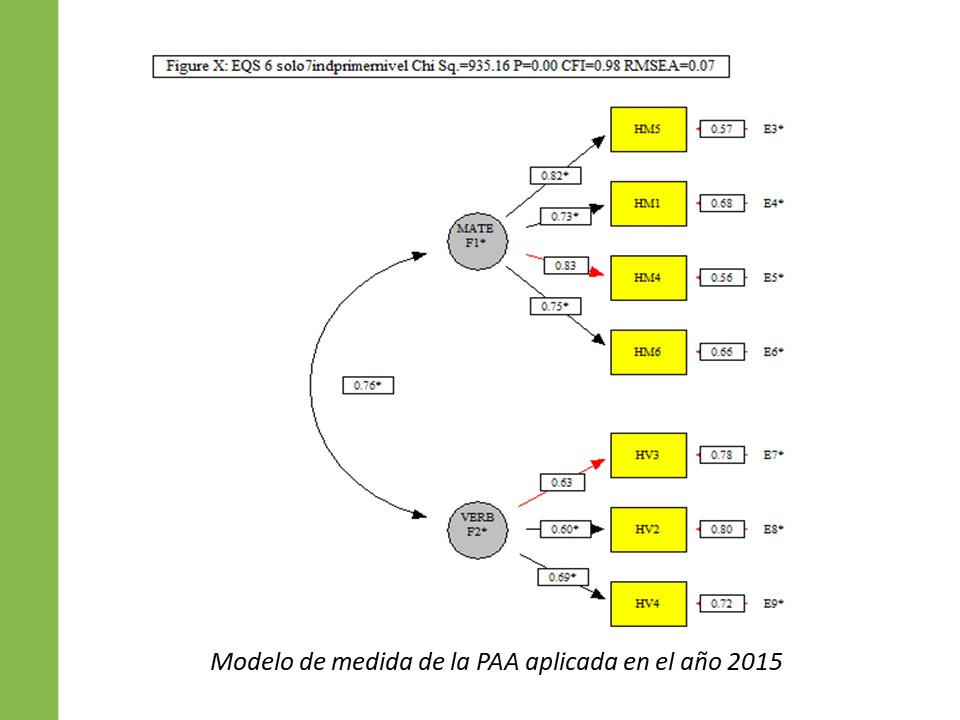 Figure X: EQS 6 solo7indprimernivel Chi Sq.=935.16 P=0.00 CFI=0.98 RMSEA=0.07
HM5
0.57
E3*
0.82*
HM1
0.68
E4*
0.73*
MATE
F1*
0.83
HM4
0.56
E5*
0.75*
HM6
0.66
E6*
0.76*
HV3
0.78
E7*
0.63
VERB
F2*
0.60*
HV2
0.80
E8*
0.69*
HV4
0.72
E9*
Modelo de medida de la PAA aplicada en el año 2015